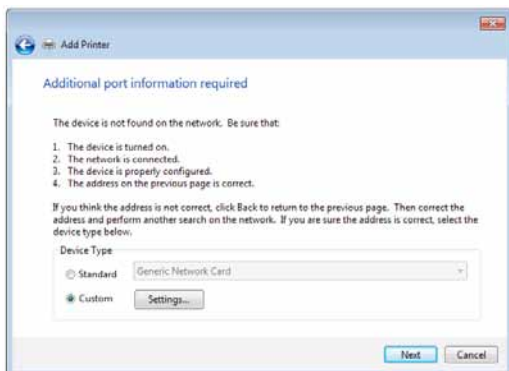 Add Printer
Additional port information required
The device is not found on the network.  Be sure that:
1.  The device is turned on.
2.  The network is connected.
3.  The device is properly configured.
4.  The address on the previous page is correct.
If you think the address is not correct, click Back to return to the previous page.  Then correct the
address and perform another search on the network.  If you are sure the address is correct, select the
device type below.
Device Type
Standard    Generic Network Card
Custom    Settings...
Next    Cancel